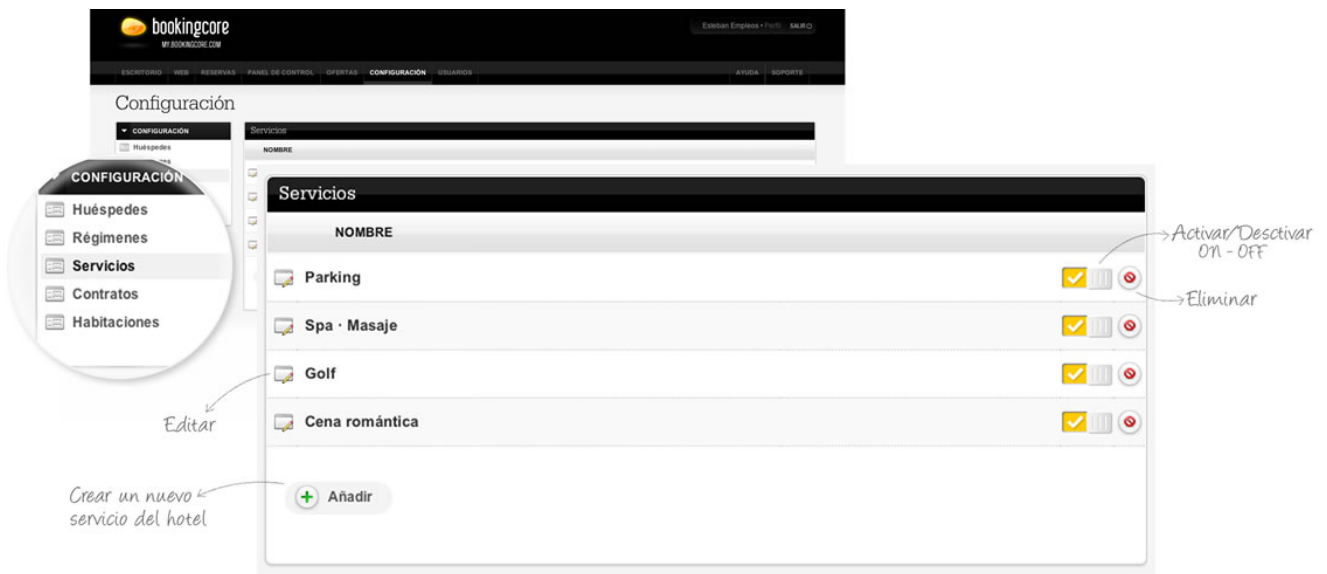 bookingcore
MY.BOOKINGCORE.COM
Esteban Empleos • Perfil SALIR
ESCRITORIO WEB RESERVAS PANEL DE CONTROL OFERTAS CONFIGURACIÓN USUARIOS AYUDA SOPORTE
Configuración
CONFIGURACIÓN
Huéspedes
Servicios
NOMBRE
CONFIGURACIÓN
Huéspedes
Régimenes
Servicios
Contratos
Habitaciones
Servicios
NOMBRE
Parking
Spa · Masaje
Golf
Cena romántica
Añadir
Activar/Desctivar
ON - OFF
Eliminar
Editar
Crear un nuevo
servicio del hotel